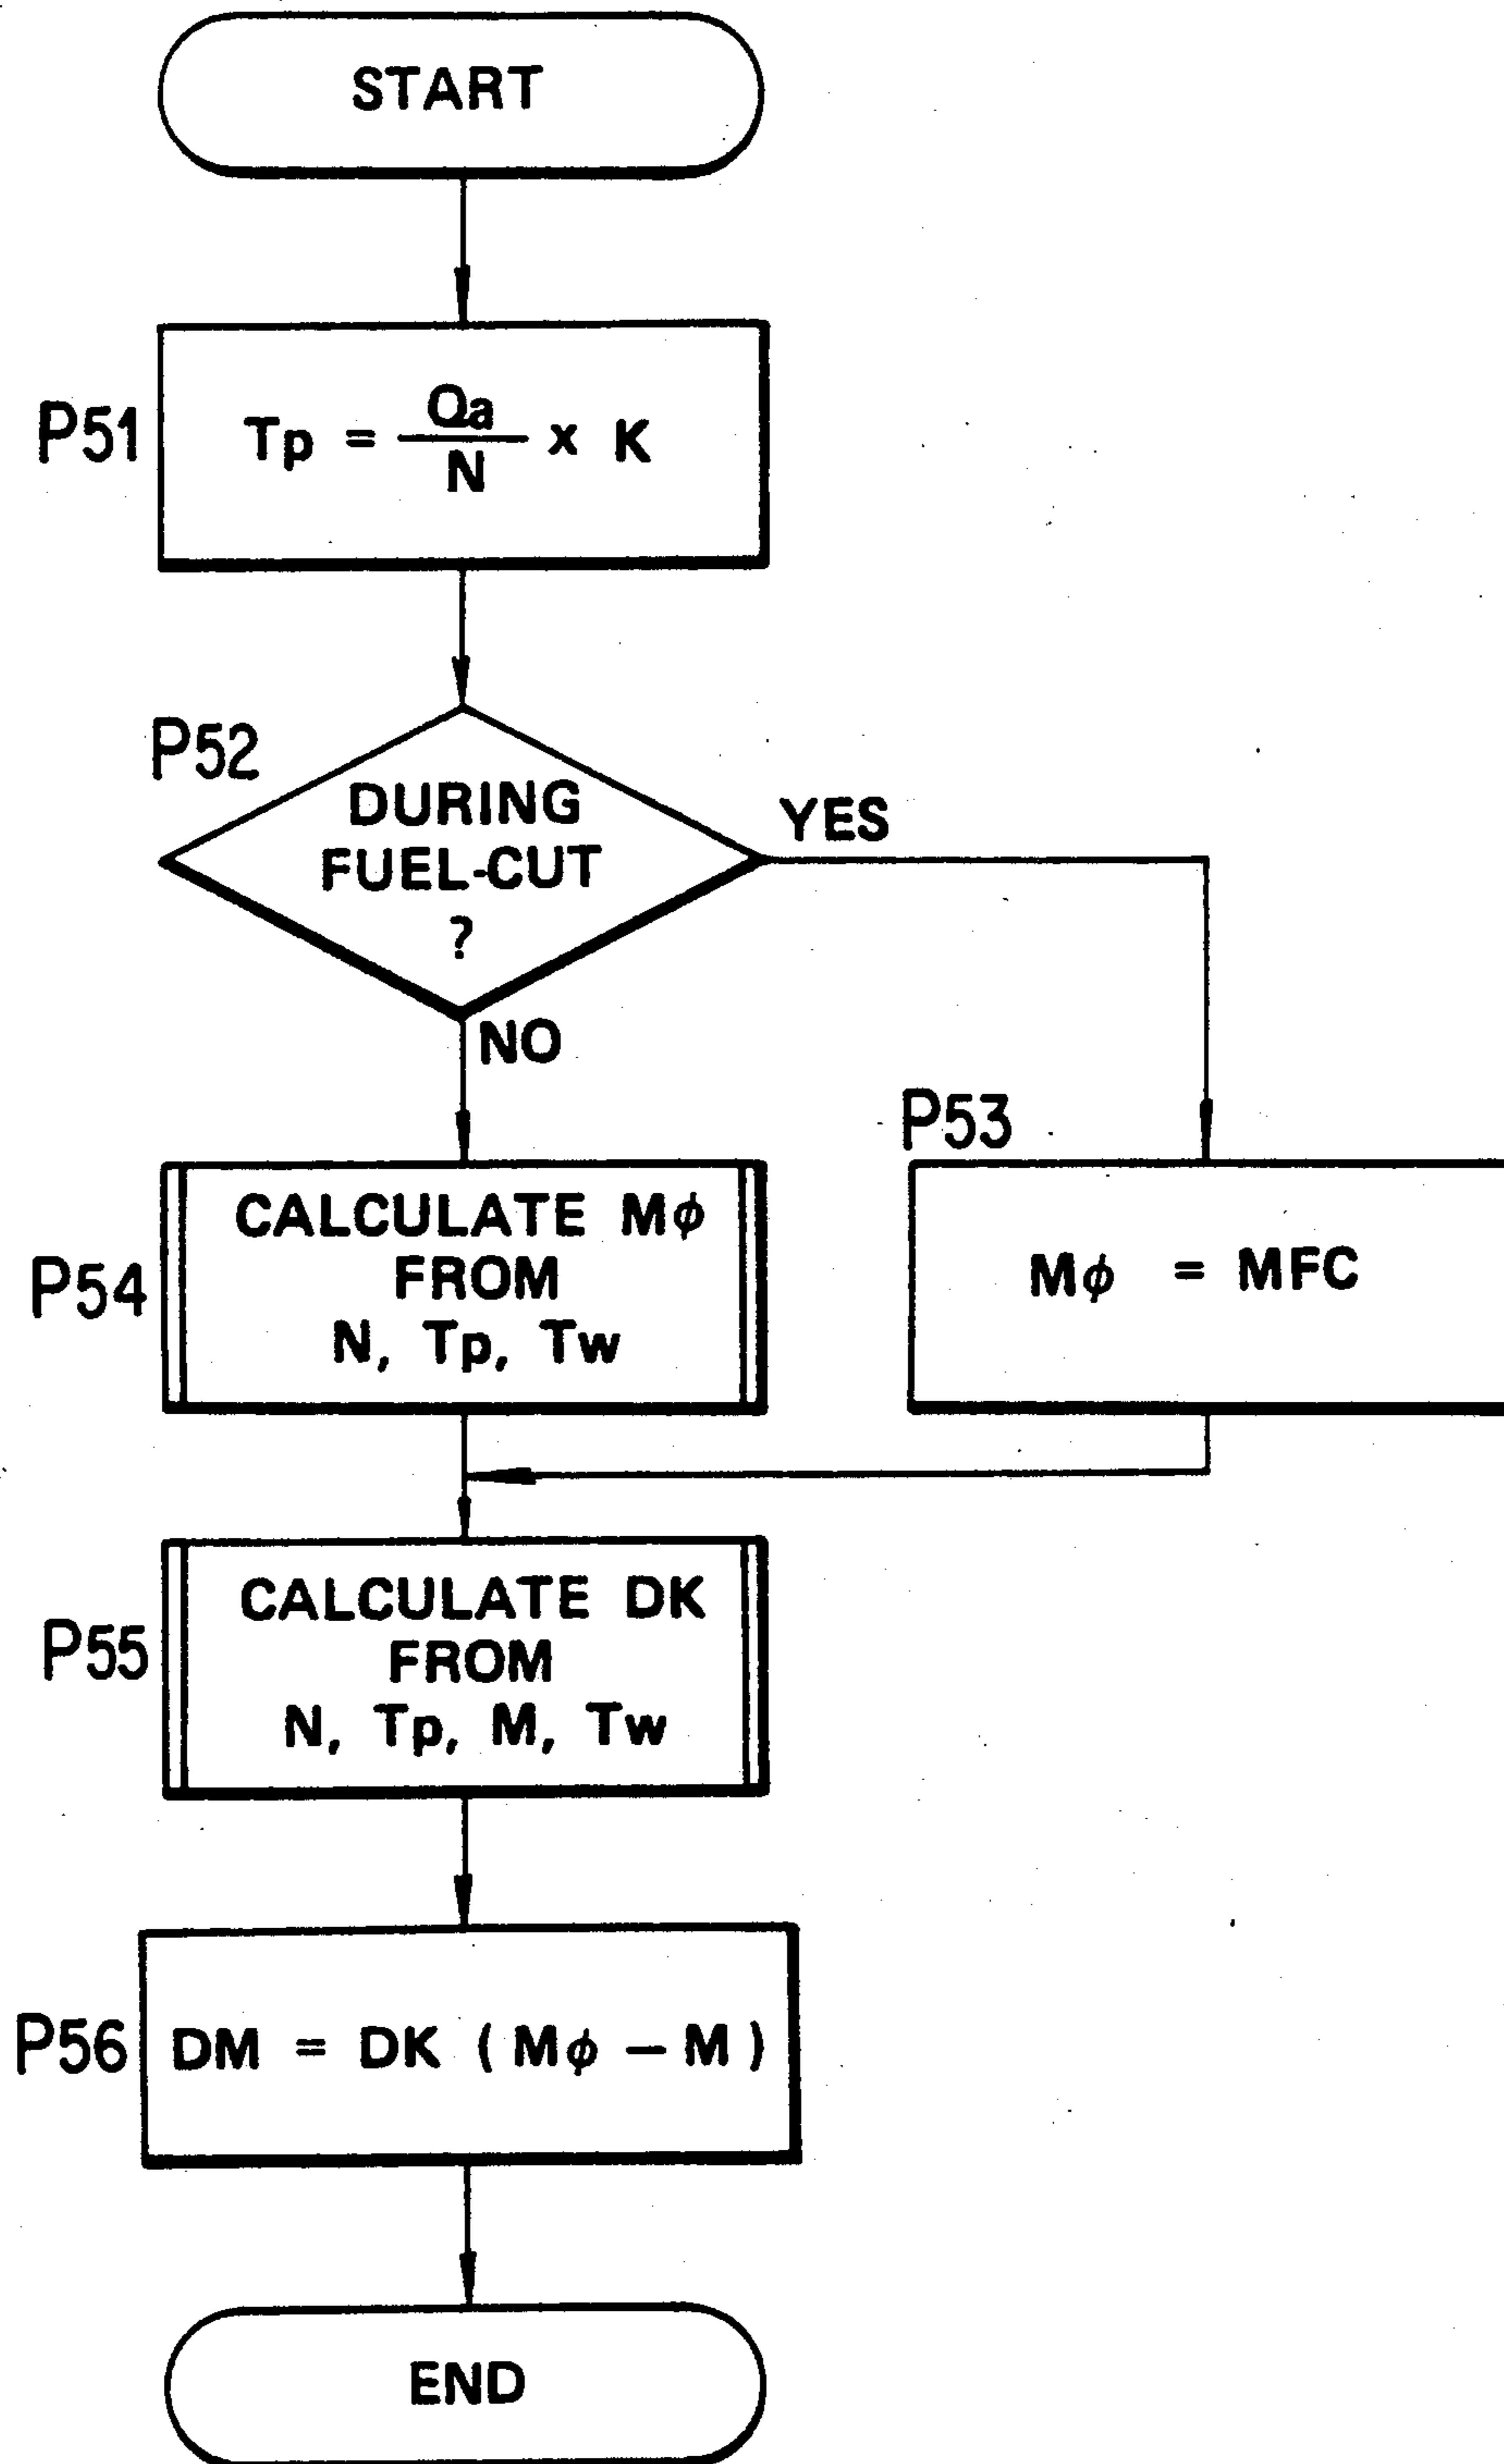 START
P51
Tp = Qa/N x K
P52
DURING
FUEL-CUT
?
YES
NO
P53
P54
CALCULATE Mϕ
FROM
N, Tp, Tw
Mϕ = MFC
P55
CALCULATE DK
FROM
N, Tp, M, Tw
P56
DM = DK ( Mϕ – M )
END